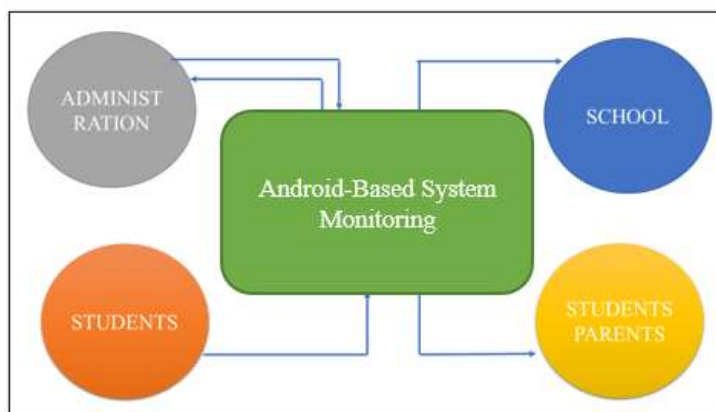 ADMINIST
RATION
SCHOOL
Android-Based System
Monitoring
STUDENTS
STUDENTS
PARENTS